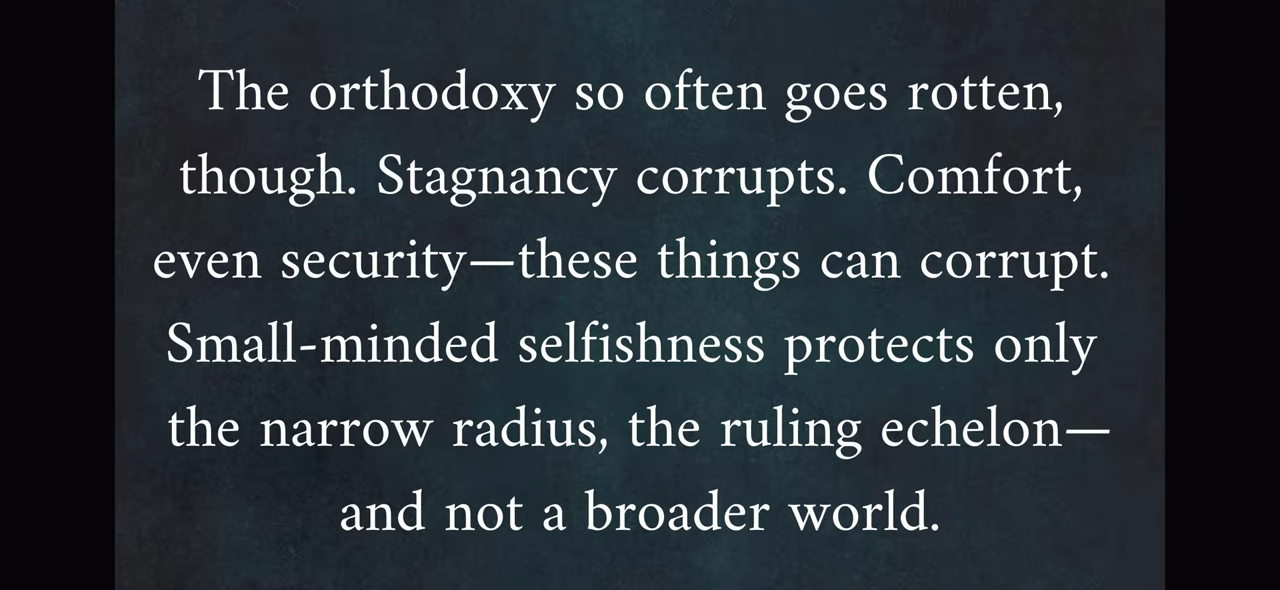 The orthodoxy so often goes rotten,
though. Stagnancy corrupts. Comfort,
even security—these things can corrupt.
Small-minded selfishness protects only
the narrow radius, the ruling echelon—
and not a broader world.